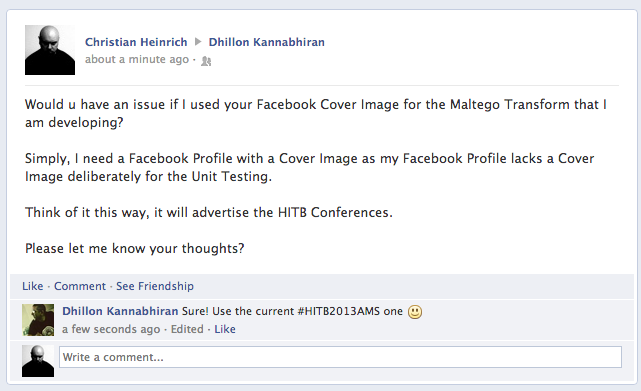 Christian Heinrich ▶ Dhillon Kannabhiran
about a minute ago ·
Would u have an issue if I used your Facebook Cover Image for the Maltego Transform that I
am developing?
Simply, I need a Facebook Profile with a Cover Image as my Facebook Profile lacks a Cover
Image deliberately for the Unit Testing.
Think of it this way, it will advertise the HITB Conferences.
Please let me know your thoughts?
Like · Comment · See Friendship
Dhillon Kannabhiran Sure! Use the current #HITB2013AMS one
a few seconds ago · Edited · Like
Write a comment...